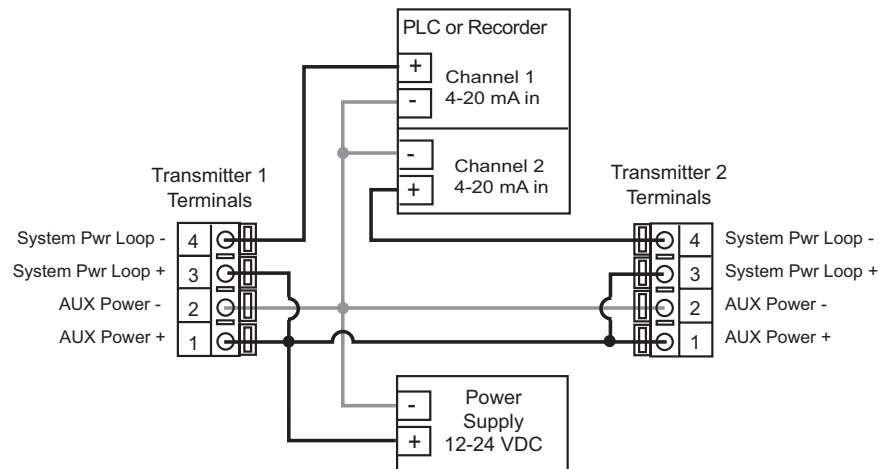 PLC or Recorder
+
Channel 1
4-20 mA in
-
-
Channel 2
4-20 mA in
+
Transmitter 1
Terminals
System Pwr Loop -
4
System Pwr Loop +
3
AUX Power -
2
AUX Power +
1
Transmitter 2
Terminals
4
System Pwr Loop -
3
System Pwr Loop +
2
AUX Power -
1
AUX Power +
-
+
Power
Supply
12-24 VDC